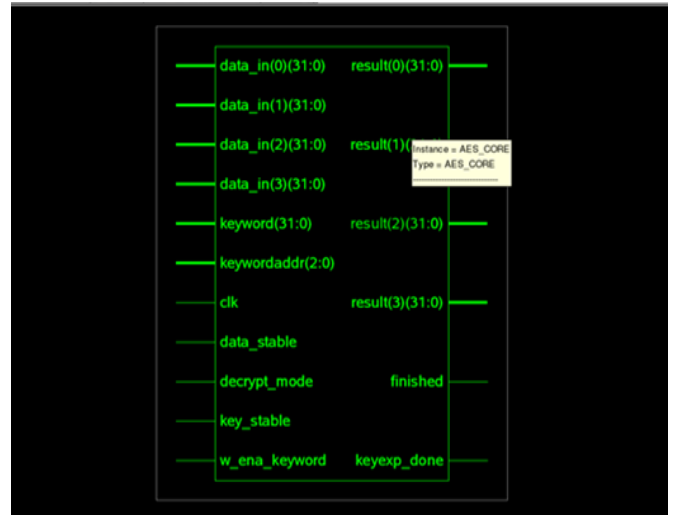 data_in(0)(31:0) result(0)(31:0)
data_in(1)(31:0)
data_in(2)(31:0) result(1)(
Instance = AES_CORE
Type = AES_CORE
data_in(3)(31:0)
keyword(31:0) result(2)(31:0)
keywordaddr(2:0)
clk result(3)(31:0)
data_stable
decrypt_mode finished
key_stable
w_ena_keyword keyexp_done